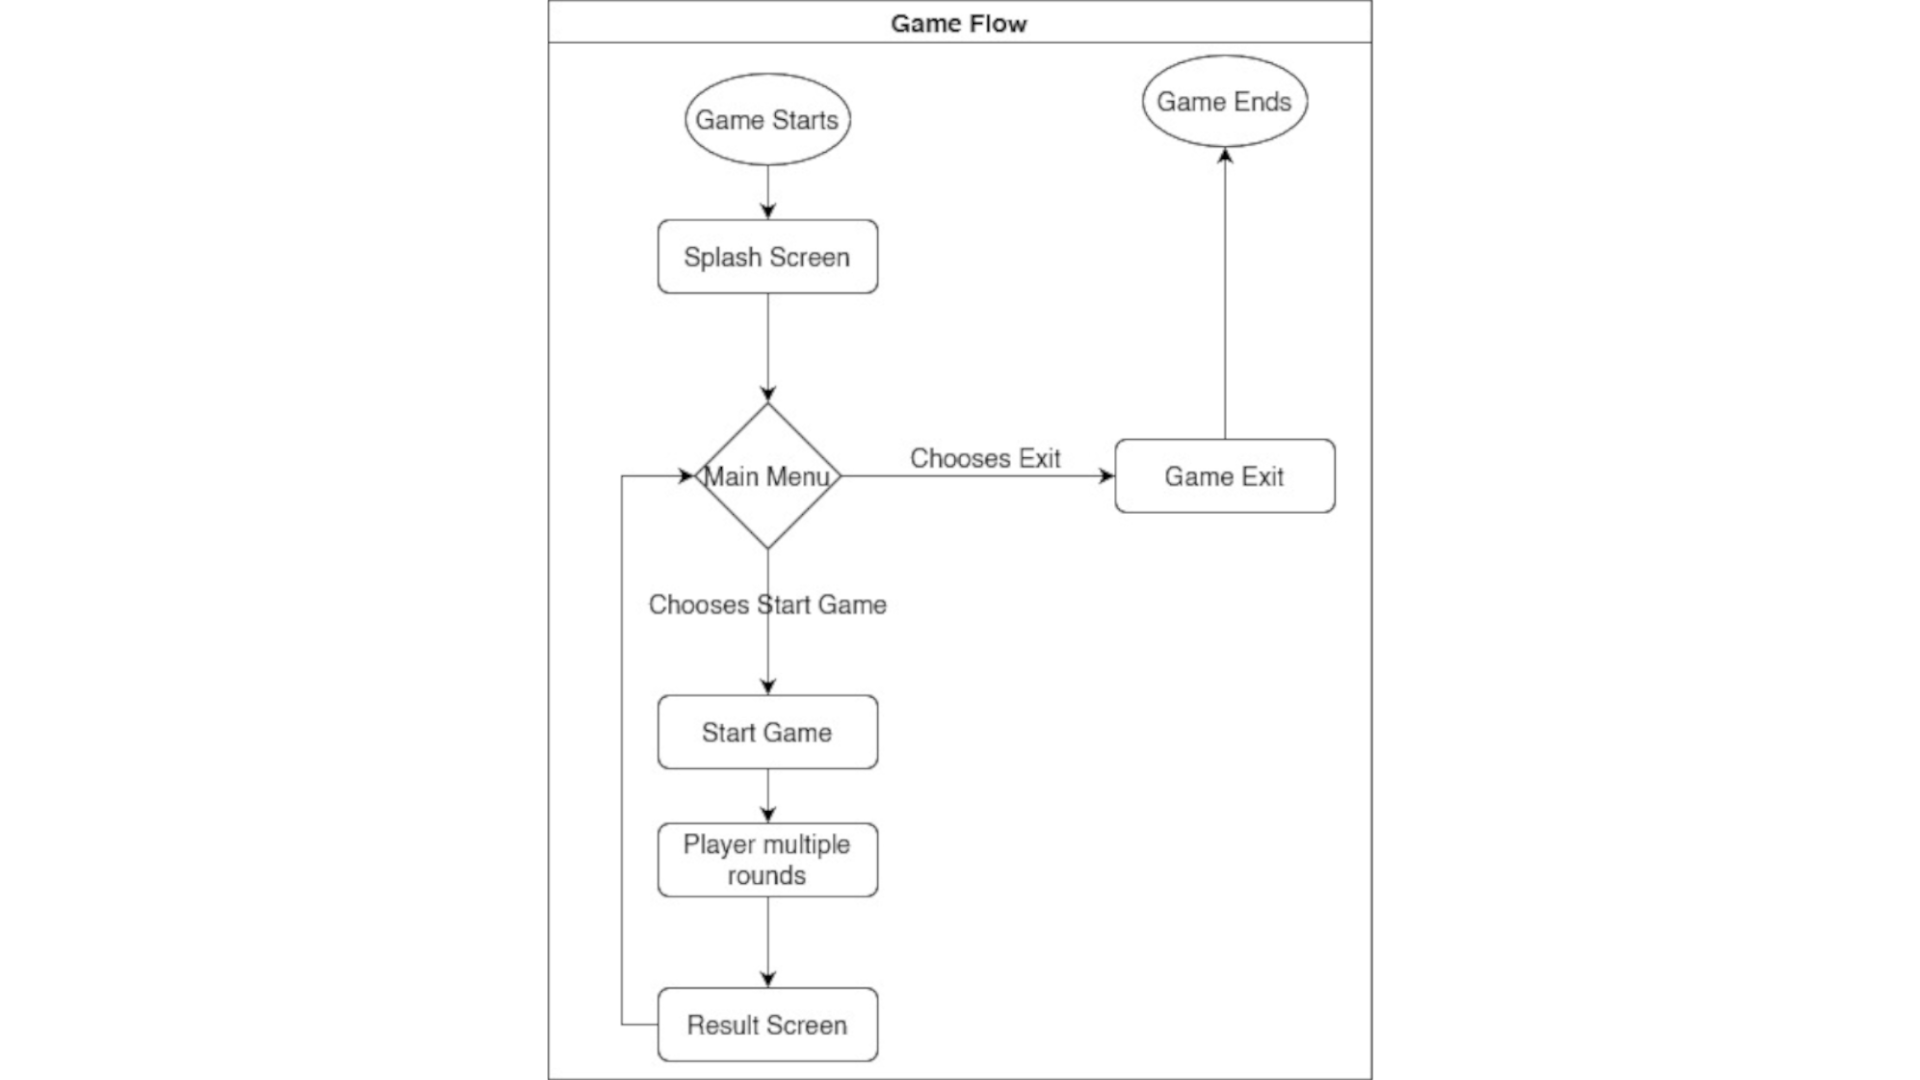 Game Flow
Game Starts
Game Ends
Splash Screen
Main Menu
Chooses Exit
Game Exit
Chooses Start Game
Start Game
Player multiple
rounds
Result Screen